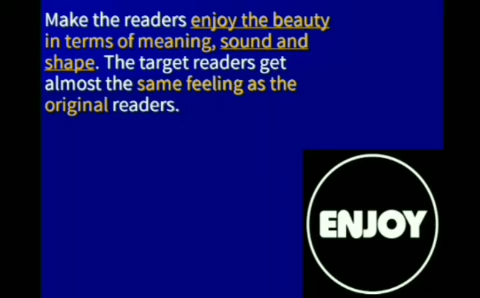 Make the readers enjoy the beauty
in terms of meaning, sound and
shape. The target readers get
almost the same feeling as the
original readers.
ENJOY